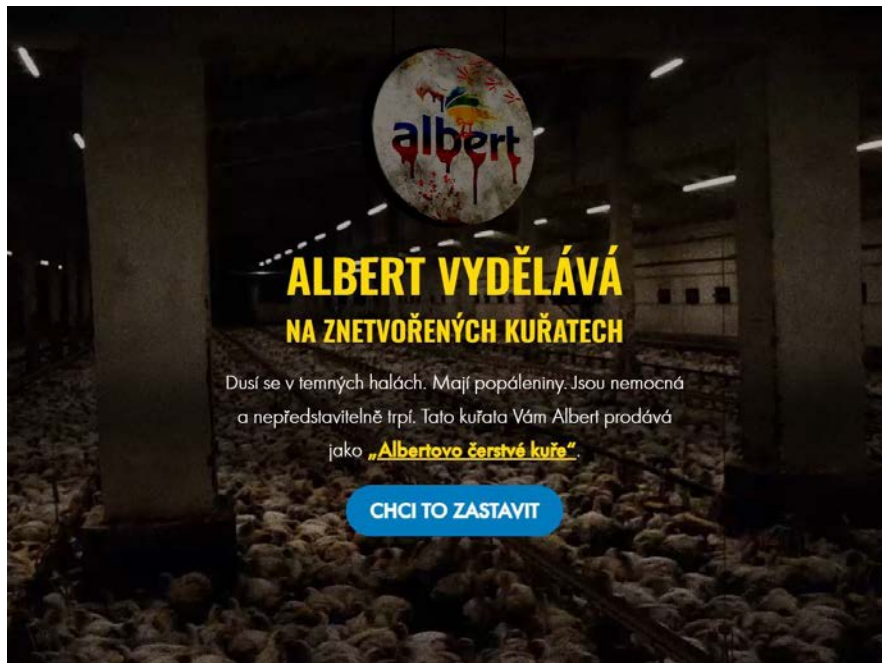 albert
ALBERT VYDĚLÁVÁ
NA ZNETVOŘENÝCH KUŘATECH
Dusí se v temných halách. Mají popáleniny. Jsou nemocná
a nepředstavitelně trpí. Tato kuřata Vám Albert prodává
jako „Albertovo čerstvé kuře“.
CHCI TO ZASTAVIT